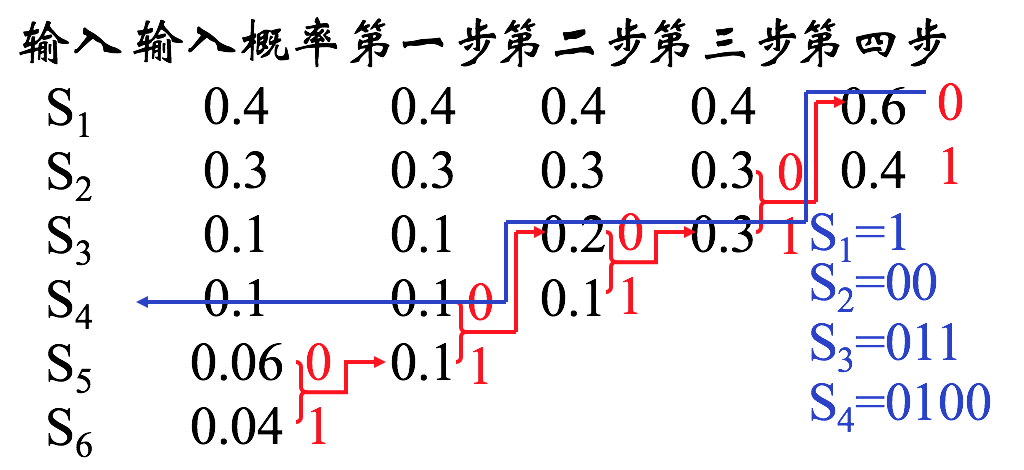 输入 输入概率 第一步 第二步 第三步 第四步
S1 0.4 0.4 0.4 0.4 0.6 0
S2 0.3 0.3 0.3 0.3 0 0.4 1
S3 0.1 0.1 0.2 0 0.3 1 S1=1
S4 0.1 0.1 0 0.1 1 S2=00
S5 0.06 0 0.1 1 S3=011
S6 0.04 1 S4=0100